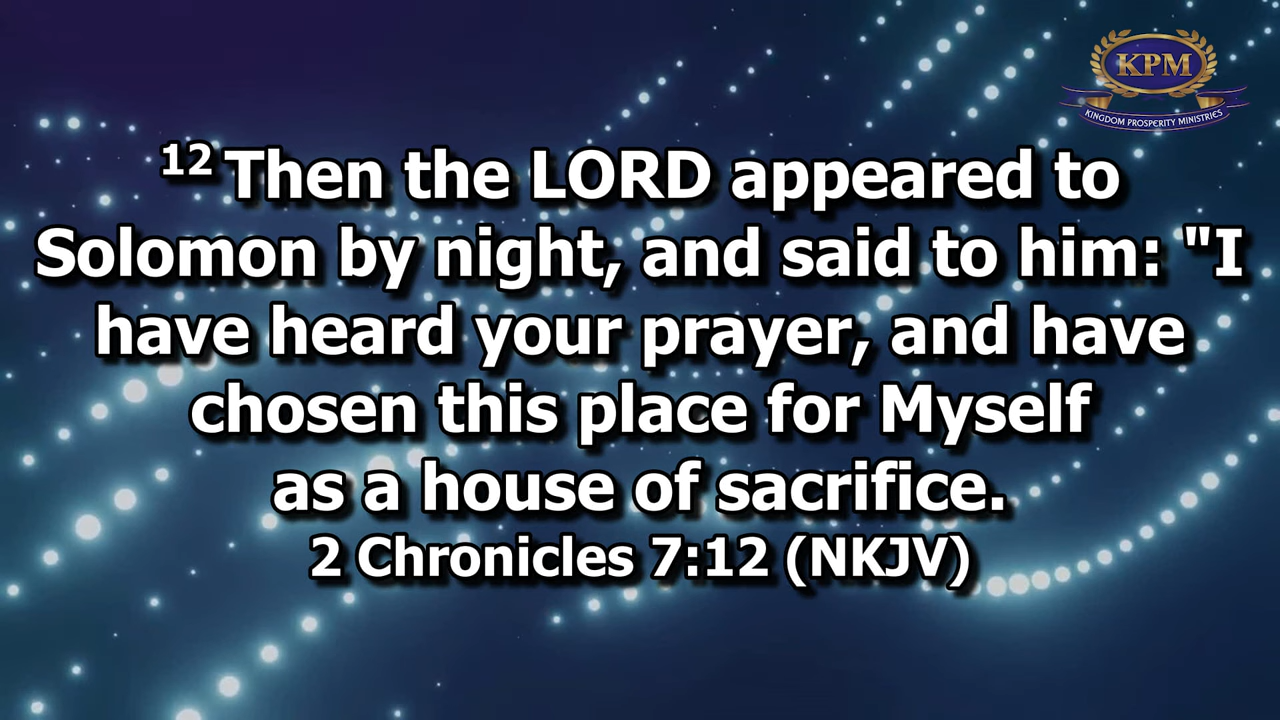 KPM
KINGDOM PROSPERITY MINISTRIES
12 Then the LORD appeared to
Solomon by night, and said to him: "I
have heard your prayer, and have
chosen this place for Myself
as a house of sacrifice.
2 Chronicles 7:12 (NKJV)